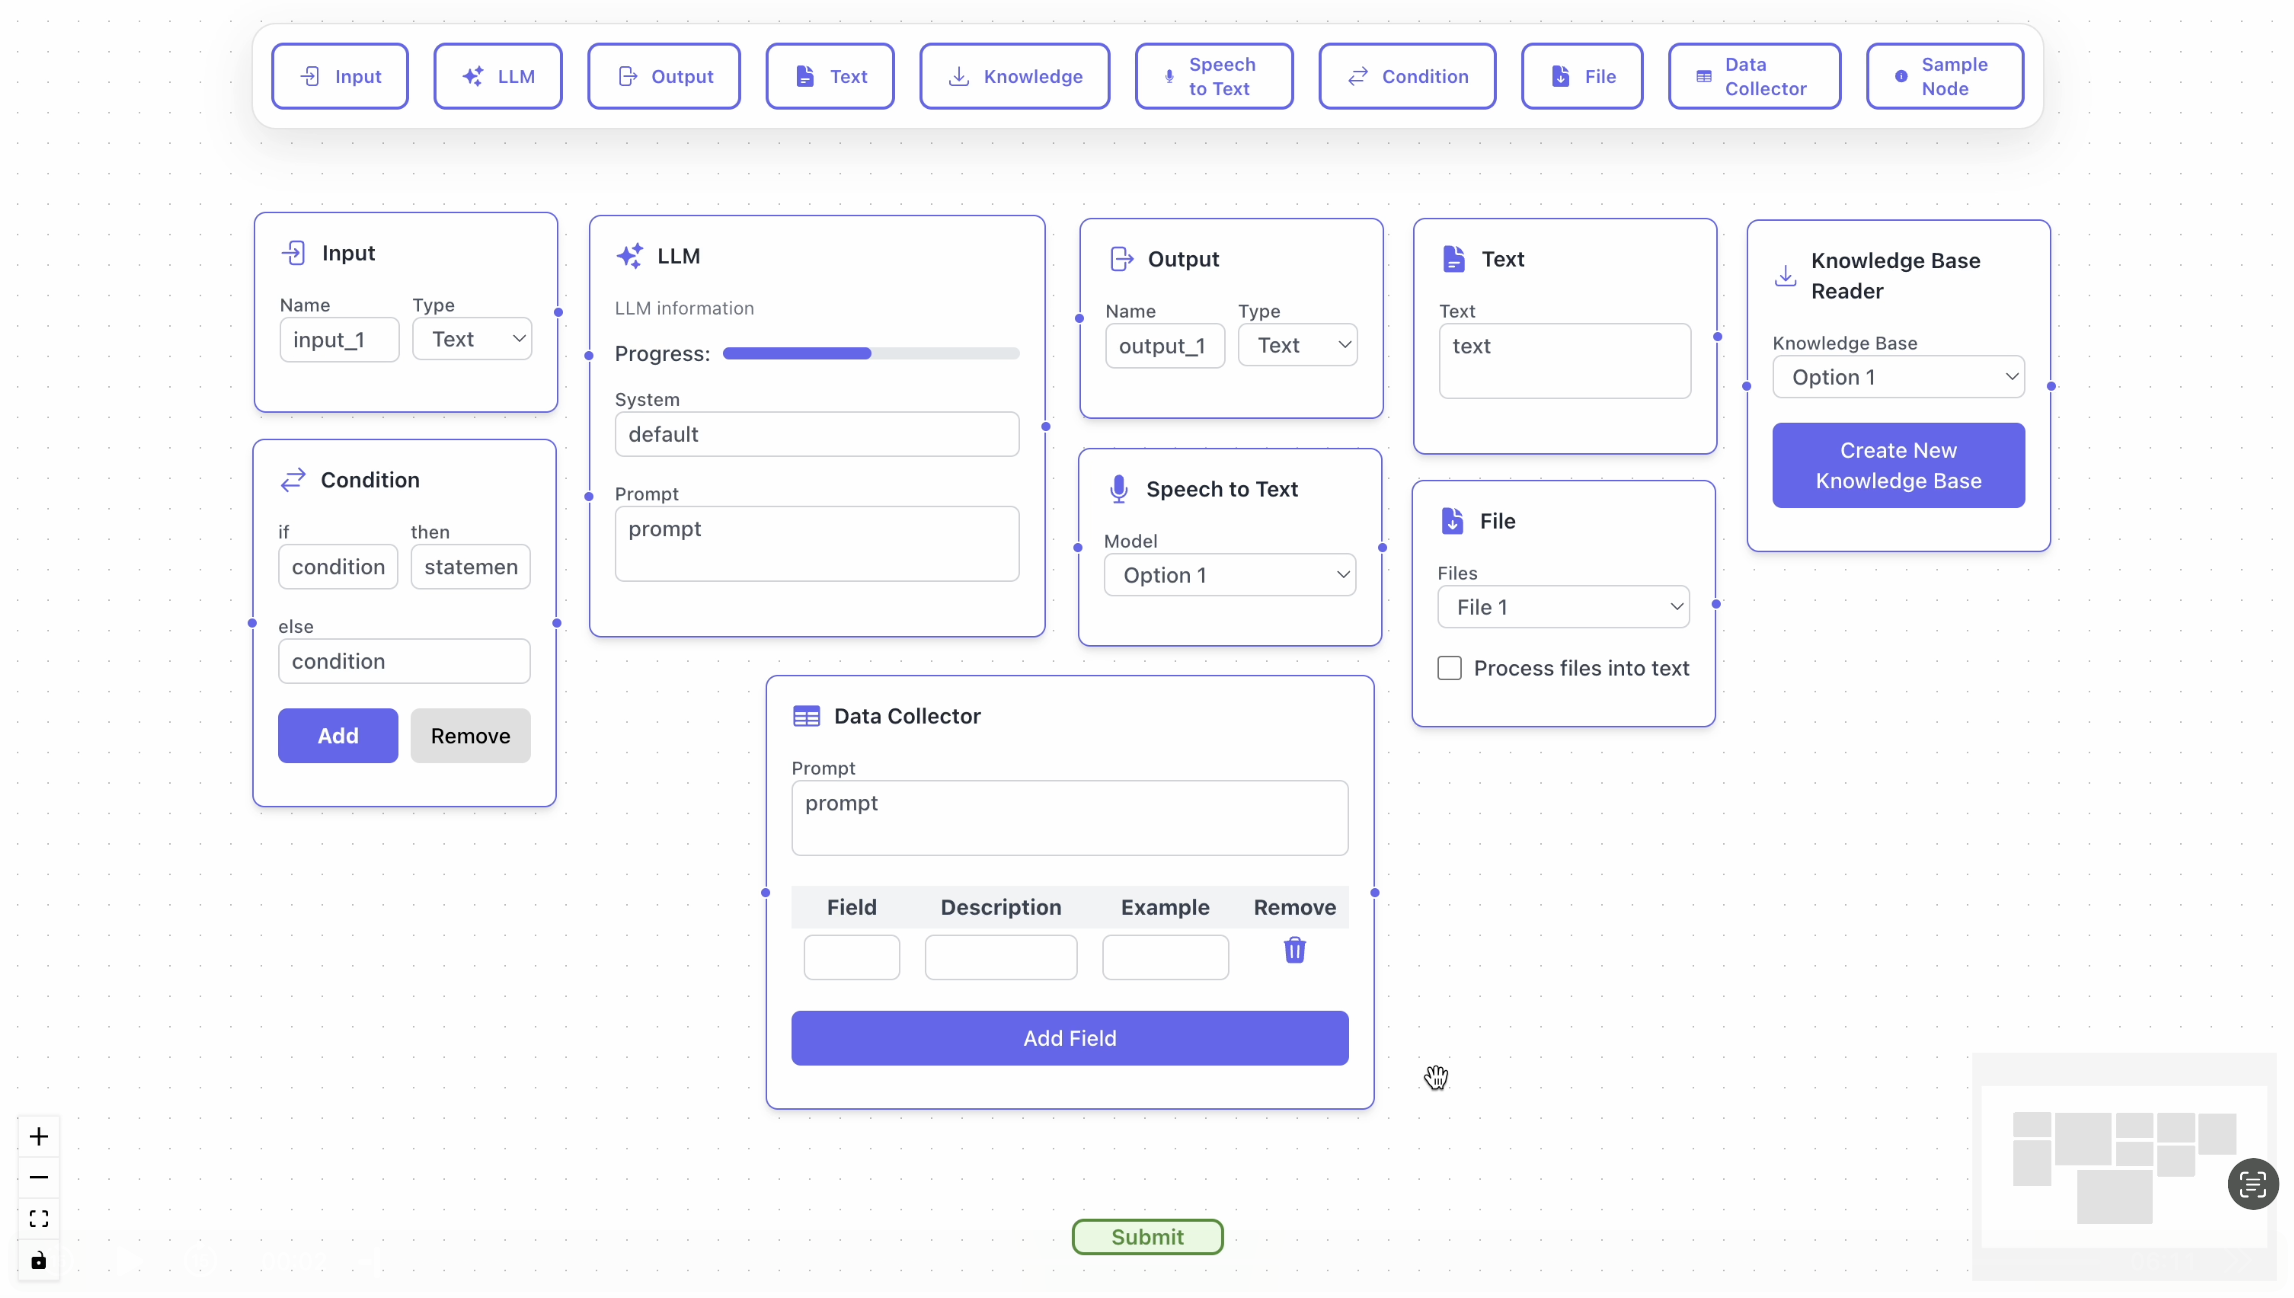 Input
LLM
Output
Text
Knowledge
Speech
to Text
Condition
File
Data
Collector
Sample
Node
Input
Name
Type
input_1
Text
LLM
LLM information
Progress:
System
default
Prompt
prompt
Output
Name
Type
output_1
Text
Text
Text
text
Knowledge Base
Reader
Knowledge Base
Option 1
Create New
Knowledge Base
Condition
if
then
condition
statemen
else
condition
Add
Remove
Speech to Text
Model
Option 1
File
Files
File 1
Process files into text
Data Collector
Prompt
prompt
Field
Description
Example
Remove
Add Field
Submit